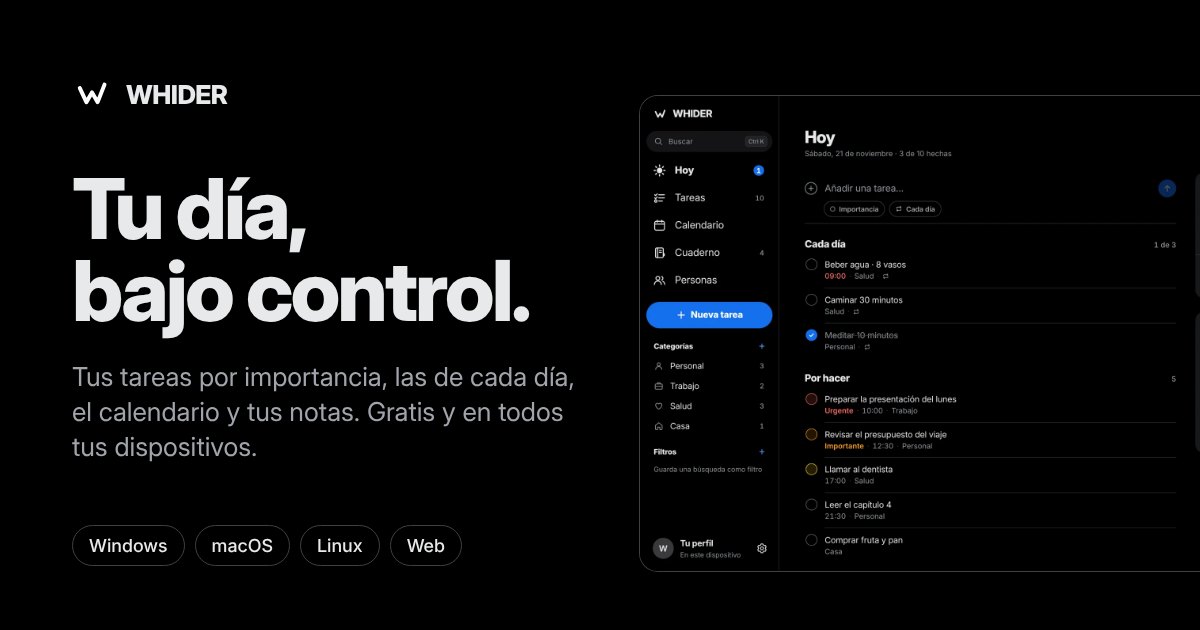 WHIDER
Tu día,
bajo control.
Tus tareas por importancia, las de cada día,
el calendario y tus notas. Gratis y en todos
tus dispositivos.
Windows
macOS
Linux
Web
WHIDER
Buscar
Ctrl K
Hoy
1
Tareas
10
Calendario
Cuaderno
4
Personas
+ Nueva tarea
Categorías
+
Personal
3
Trabajo
2
Salud
3
Casa
1
Filtros
+
Guarda una búsqueda como filtro
W
Tu perfil
En este dispositivo
Hoy
Sábado, 21 de noviembre · 3 de 10 hechas
Añadir una tarea...
Importancia
Cada día
Cada día
1 de 3
Beber agua · 8 vasos
09:00 · Salud
Caminar 30 minutos
Salud
Meditar 10 minutos
Personal
Por hacer
5
Preparar la presentación del lunes
Urgente · 10:00 · Trabajo
Revisar el presupuesto del viaje
Importante · 12:30 · Personal
Llamar al dentista
17:00 · Salud
Leer el capítulo 4
21:30 · Personal
Comprar fruta y pan
Casa